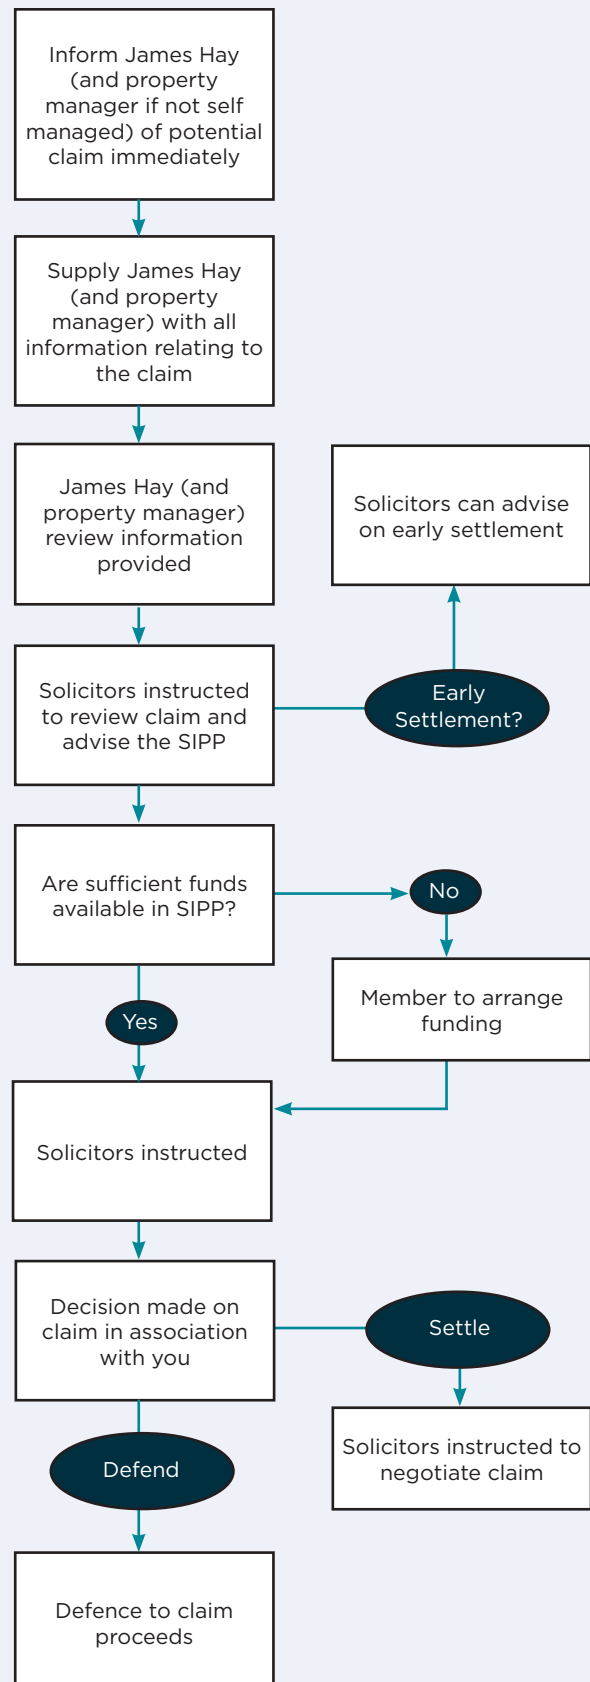 Inform James Hay
(and property
manager if not self
managed) of potential
claim immediately
Supply James Hay
(and property
manager) with all
information relating to
the claim
James Hay (and
property manager)
review information
provided
Solicitors can advise
on early settlement
Solicitors instructed
to review claim and
advise the SIPP
Early
Settlement?
Are sufficient funds
available in SIPP?
No
Member to arrange
funding
Yes
Solicitors instructed
Decision made on
claim in association
with you
Settle
Solicitors instructed to
negotiate claim
Defend
Defence to claim
proceeds